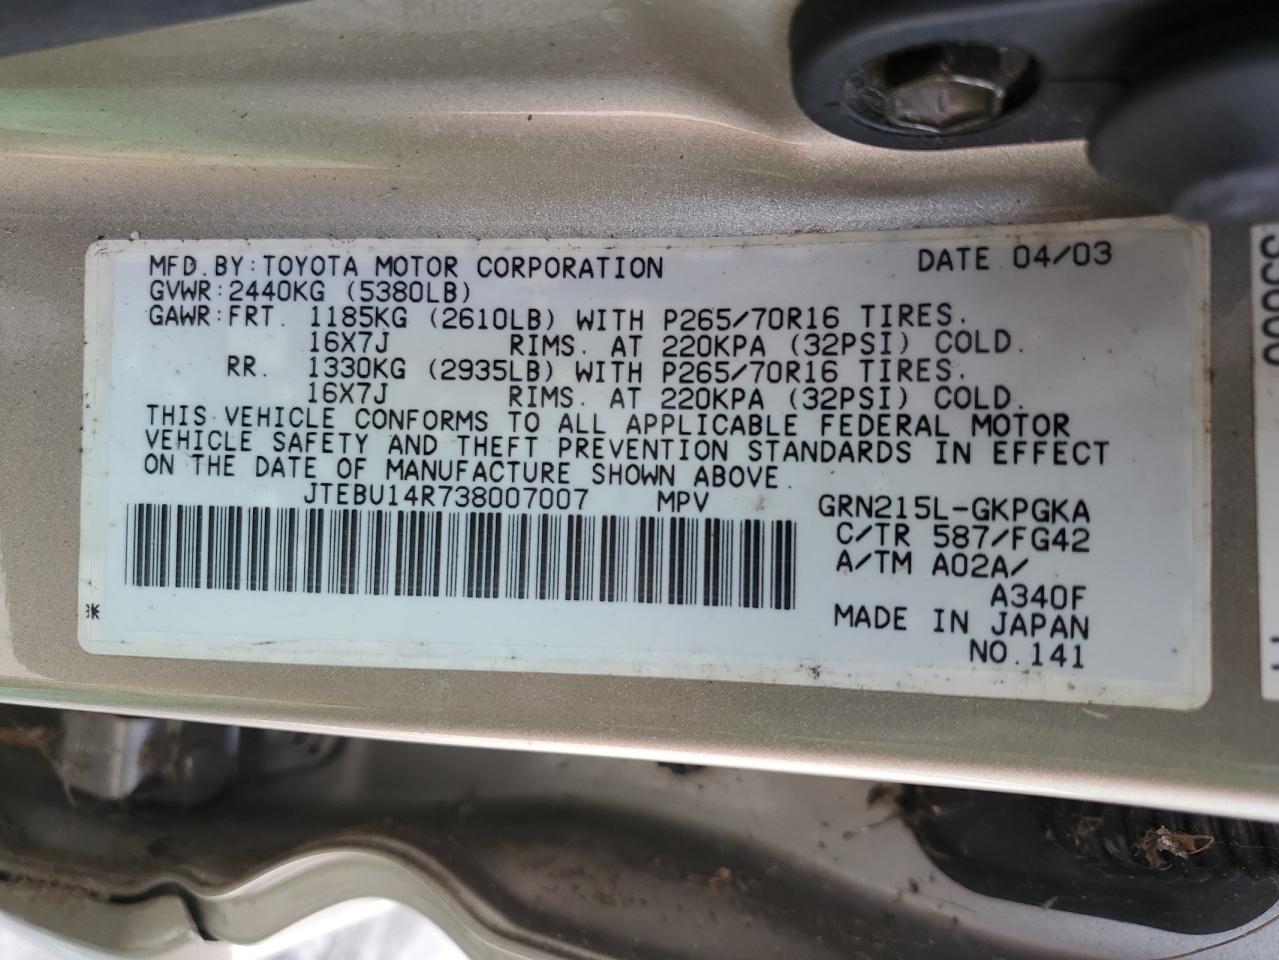 MFD. BY: TOYOTA MOTOR CORPORATION DATE 04/03
GVWR: 2440KG (5380LB)
GAWR: FRT. 1185KG (2610LB) WITH P265/70R16 TIRES.
16X7J RIMS. AT 220KPA (32PSI) COLD.
RR. 1330KG (2935LB) WITH P265/70R16 TIRES.
16X7J RIMS. AT 220KPA (32PSI) COLD.
THIS VEHICLE CONFORMS TO ALL APPLICABLE FEDERAL MOTOR
VEHICLE SAFETY AND THEFT PREVENTION STANDARDS IN EFFECT
ON THE DATE OF MANUFACTURE SHOWN ABOVE.
JTEBU14R738007007 MPV GRN215L-GKPGKA
C/TR 587/FG42
A/TM A02A/
A340F
MADE IN JAPAN
NO. 141